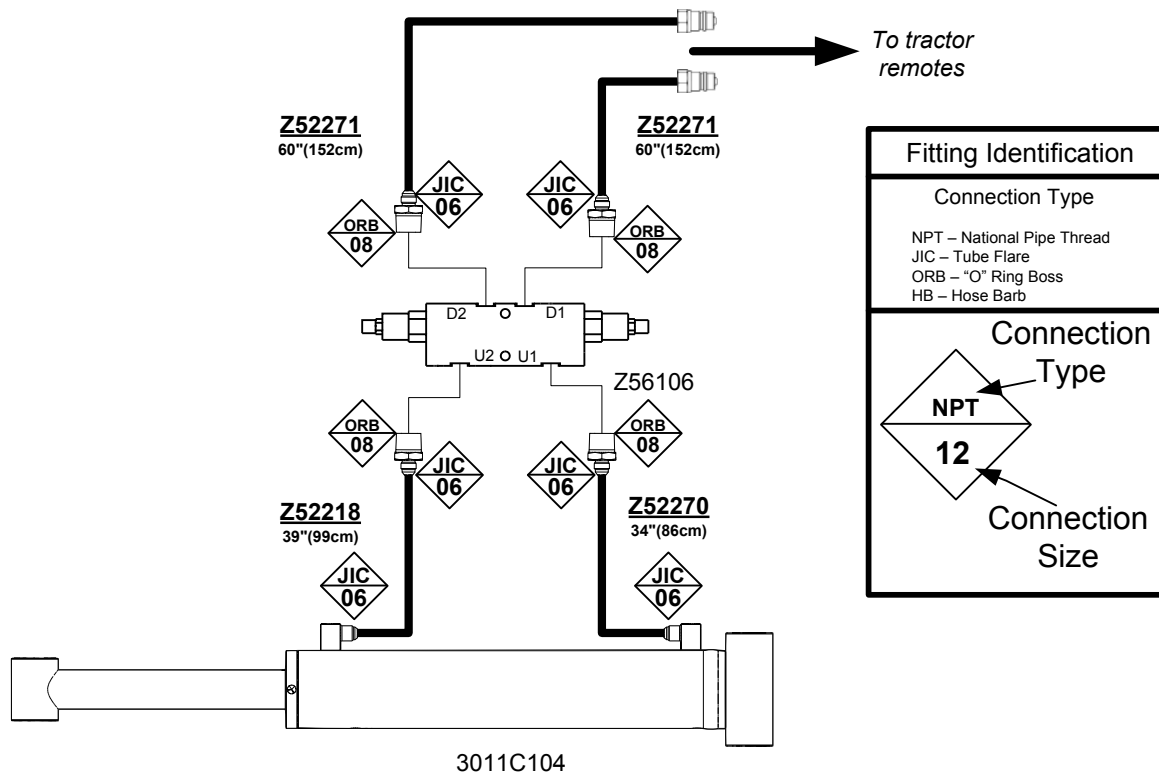 To tractor
remotes
Z52271
60"(152cm)
Z52271
60"(152cm)
JIC
06
JIC
06
ORB
08
ORB
08
D2
D1
U2
U1
Z56106
ORB
08
ORB
08
JIC
06
JIC
06
Z52218
39"(99cm)
Z52270
34"(86cm)
JIC
06
JIC
06
3011C104
Fitting Identification
Connection Type
NPT – National Pipe Thread
JIC – Tube Flare
ORB – “O” Ring Boss
HB – Hose Barb
Connection
Type
NPT
12
Connection
Size